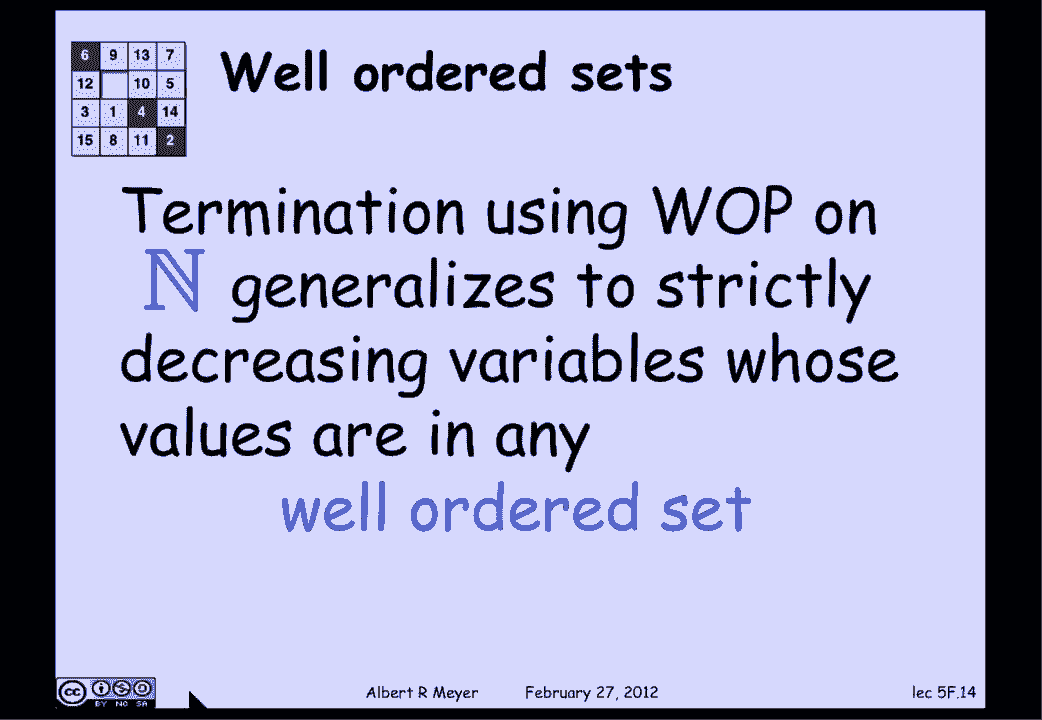 6 9 13 7
12 10 5
3 1 4 14
15 8 11 2
Well ordered sets
Termination using WOP on
ℕ generalizes to strictly
decreasing variables whose
values are in any
well ordered set
cc BY NC SA
Albert R Meyer February 27, 2012 lec 5F.14